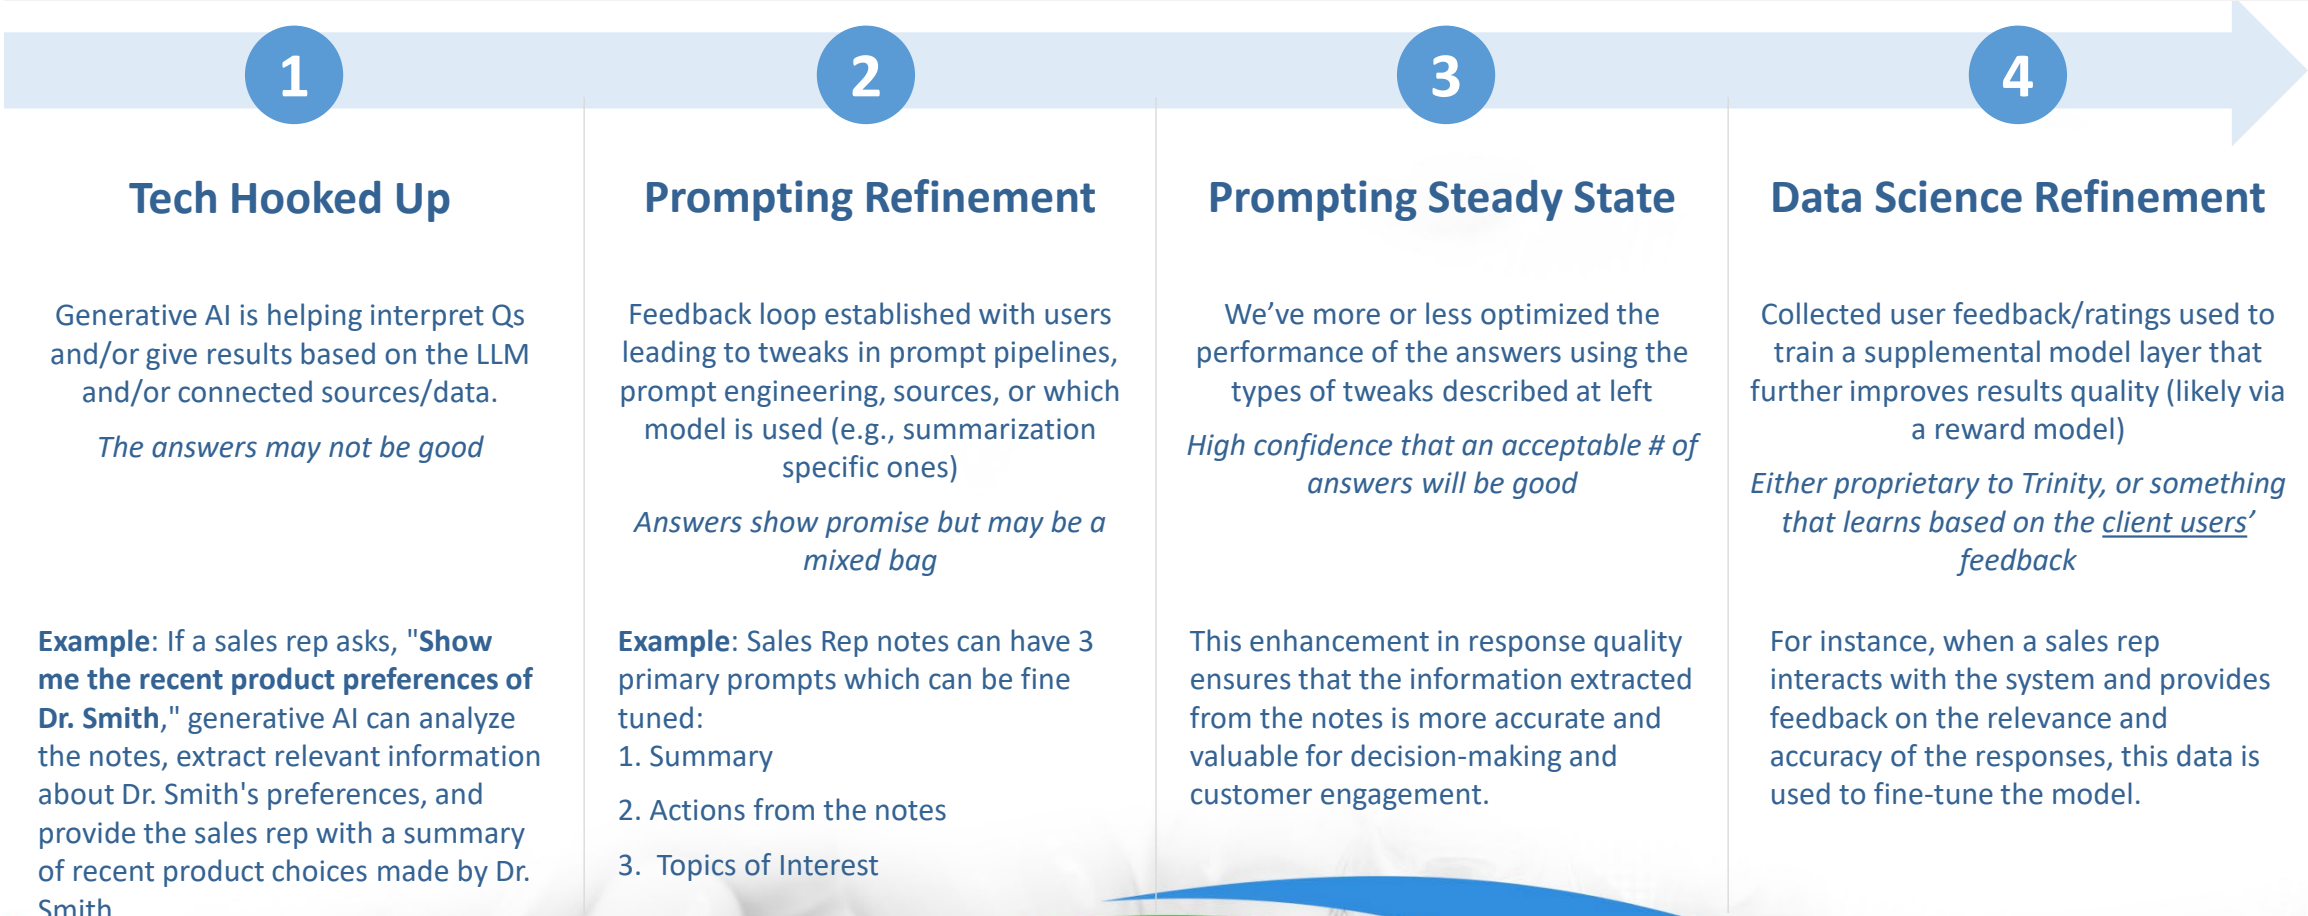 1
2
3
4
Tech Hooked Up
Generative AI is helping interpret Qs
and/or give results based on the LLM
and/or connected sources/data.
The answers may not be good
Example: If a sales rep asks, "Show
me the recent product preferences of
Dr. Smith," generative AI can analyze
the notes, extract relevant information
about Dr. Smith's preferences, and
provide the sales rep with a summary
of recent product choices made by Dr.
Smith
Prompting Refinement
Feedback loop established with users
leading to tweaks in prompt pipelines,
prompt engineering, sources, or which
model is used (e.g., summarization
specific ones)
Answers show promise but may be a
mixed bag
Example: Sales Rep notes can have 3
primary prompts which can be fine
tuned:
1. Summary
2. Actions from the notes
3. Topics of Interest
Prompting Steady State
We’ve more or less optimized the
performance of the answers using the
types of tweaks described at left
High confidence that an acceptable # of
answers will be good
This enhancement in response quality
ensures that the information extracted
from the notes is more accurate and
valuable for decision-making and
customer engagement.
Data Science Refinement
Collected user feedback/ratings used to
train a supplemental model layer that
further improves results quality (likely via
a reward model)
Either proprietary to Trinity, or something
that learns based on the client users’
feedback
For instance, when a sales rep
interacts with the system and provides
feedback on the relevance and
accuracy of the responses, this data is
used to fine-tune the model.